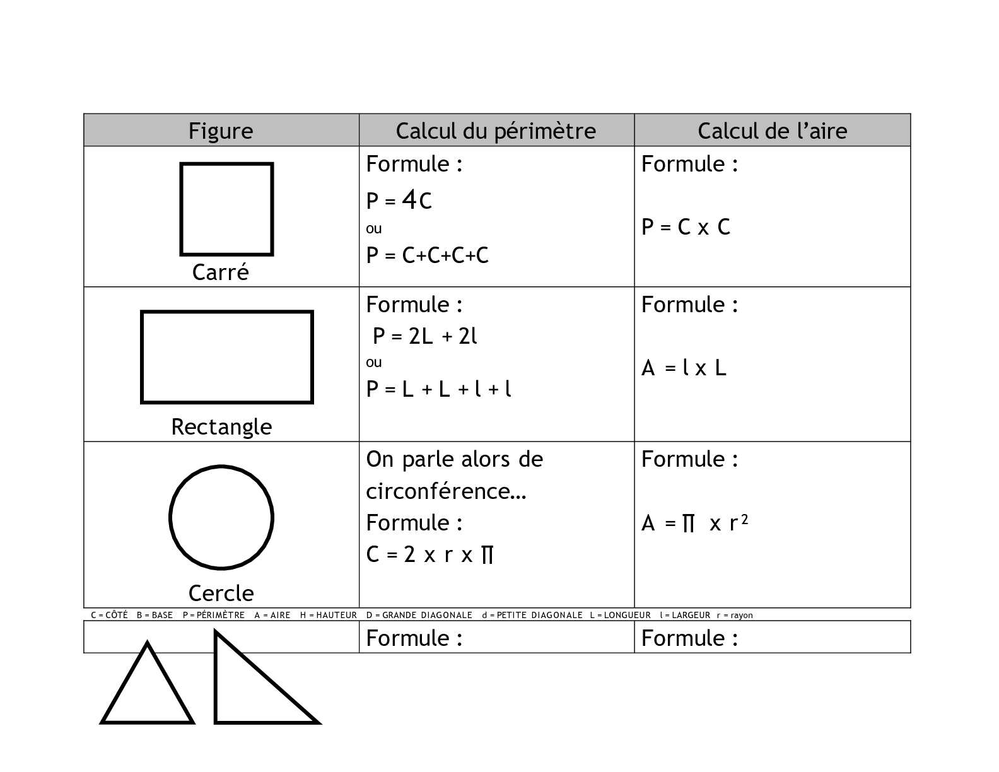 Figure
Calcul du périmètre
Calcul de l’aire
Carré
Formule :
P = 4C
ou
P = C+C+C+C
Formule :
P = C x C
Rectangle
Formule :
P = 2L + 2l
ou
P = L + L + l + l
Formule :
A = l x L
Cercle
On parle alors de
circonférence…
Formule :
C = 2 x r x ∏
Formule :
A = ∏ x r²
C = CÔTÉ B = BASE P = PÉRIMÈTRE A = AIRE H = HAUTEUR D = GRANDE DIAGONALE d = PETITE DIAGONALE L = LONGUEUR l = LARGEUR r = rayon
Formule :
Formule :